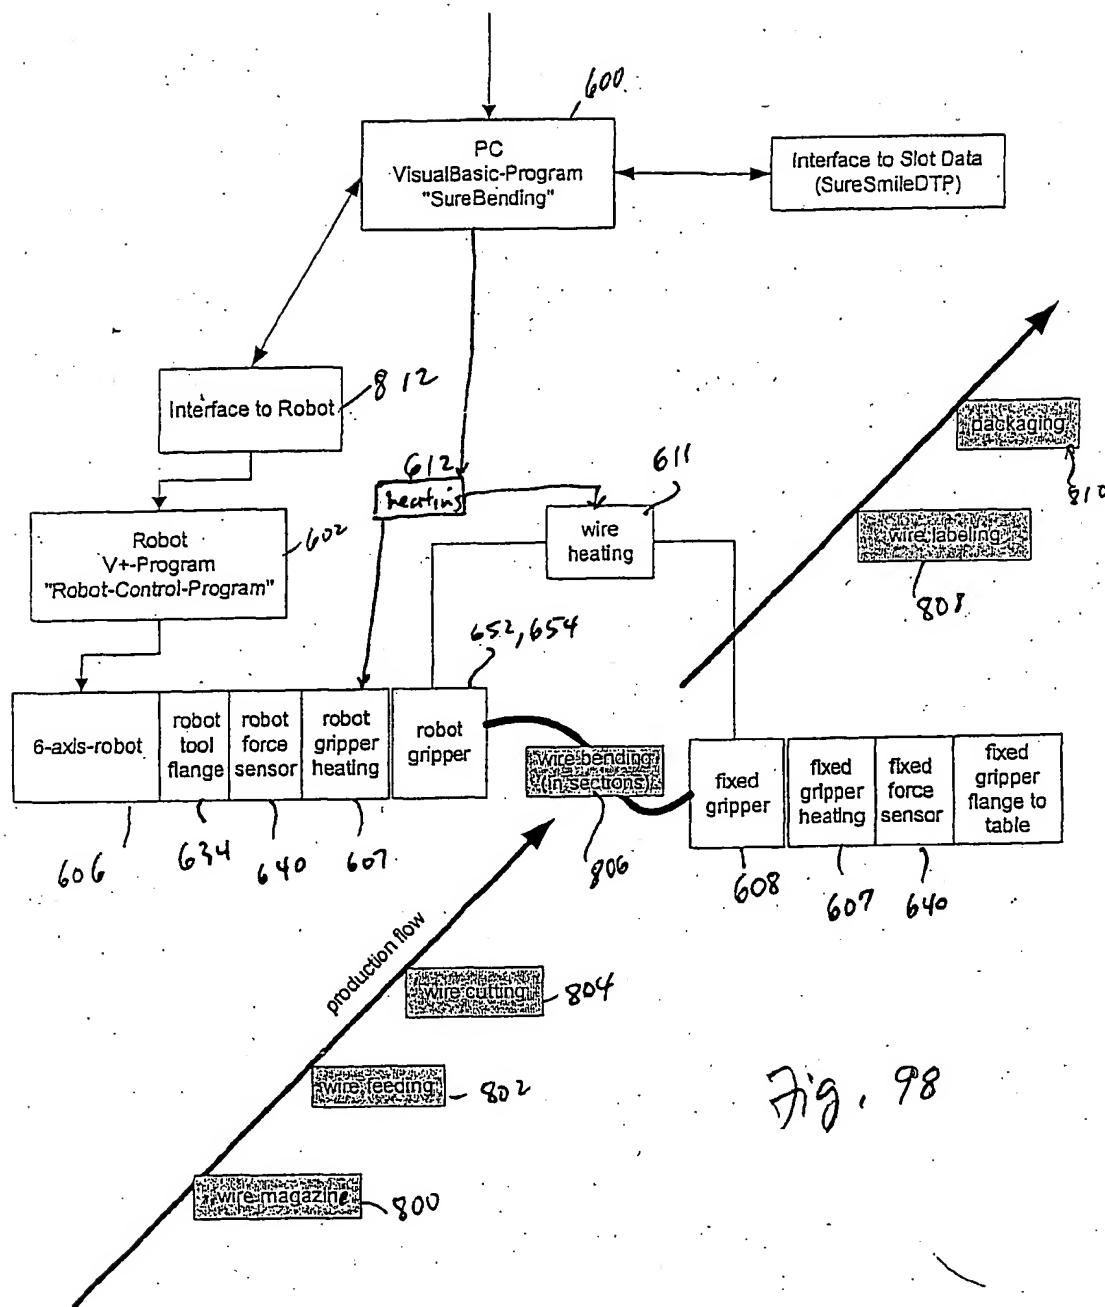 600
PC
VisualBasic-Program
"SureBending"
Interface to Slot Data
(SureSmileDTP)
812
Interface to Robot
612
heating
611
wire
heating
packaging
810
wire labeling
808
602
Robot
V+-Program
"Robot-Control-Program"
652, 654
6-axis-robot
robot
tool
flange
robot
force
sensor
robot
gripper
heating
robot
gripper
wire bending
(in sections)
fixed
gripper
fixed
gripper
heating
fixed
force
sensor
fixed
gripper
flange to
table
606
634
640
607
806
608
607
640
production flow
wire cutting
804
wire feeding
802
wire magazine
800
Fig. 98